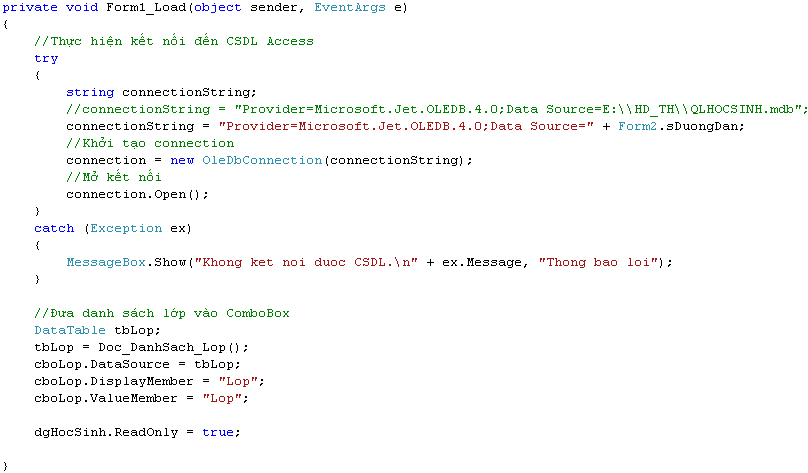 private void Form1_Load(object sender, EventArgs e)
{
    //Thực hiện kết nối đến CSDL Access
    try
    {
        string connectionString;
        //connectionString = "Provider=Microsoft.Jet.OLEDB.4.0;Data Source=E:\\HD_TH\\QLHOCSINH.mdb";
        connectionString = "Provider=Microsoft.Jet.OLEDB.4.0;Data Source=" + Form2.sDuongDan;
        //Khởi tạo connection
        connection = new OleDbConnection(connectionString);
        //Mở kết nối
        connection.Open();
    }
    catch (Exception ex)
    {
        MessageBox.Show("Khong ket noi duoc CSDL.\n" + ex.Message, "Thong bao loi");
    }
    //Đưa danh sách lớp vào ComboBox
    DataTable tbLop;
    tbLop = Doc_DanhSach_Lop();
    cboLop.DataSource = tbLop;
    cboLop.DisplayMember = "Lop";
    cboLop.ValueMember = "Lop";
    dgHocSinh.ReadOnly = true;
}